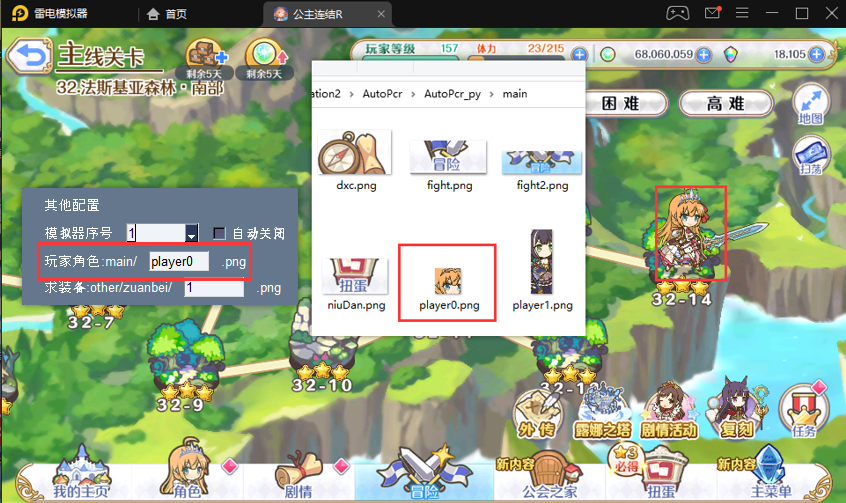 雷电模拟器
首页
公主连结R
主线关卡
剩余5天
剩余5天
玩家等级 157 体力 23/215
68.060.059
18.105
32.法斯基亚森林·南部
ation2 > AutoPcr > AutoPcr_py > main
困难
高难
地图
扫荡
冒险
冒险
dxc.png
fight.png
fight2.png
扭蛋
niuDan.png
player0.png
player1.png
其他配置
模拟器序号 1 自动关闭
玩家角色:main/ player0 .png
求装备:other/zuanbei/ 1 .png
32-14
32-7
32-10
32-9
外传
露娜之塔
剧情活动
复刻
任务
我的主页
角色
剧情
冒险
新内容
公会之家
3
必得
扭蛋
新内容
主菜单